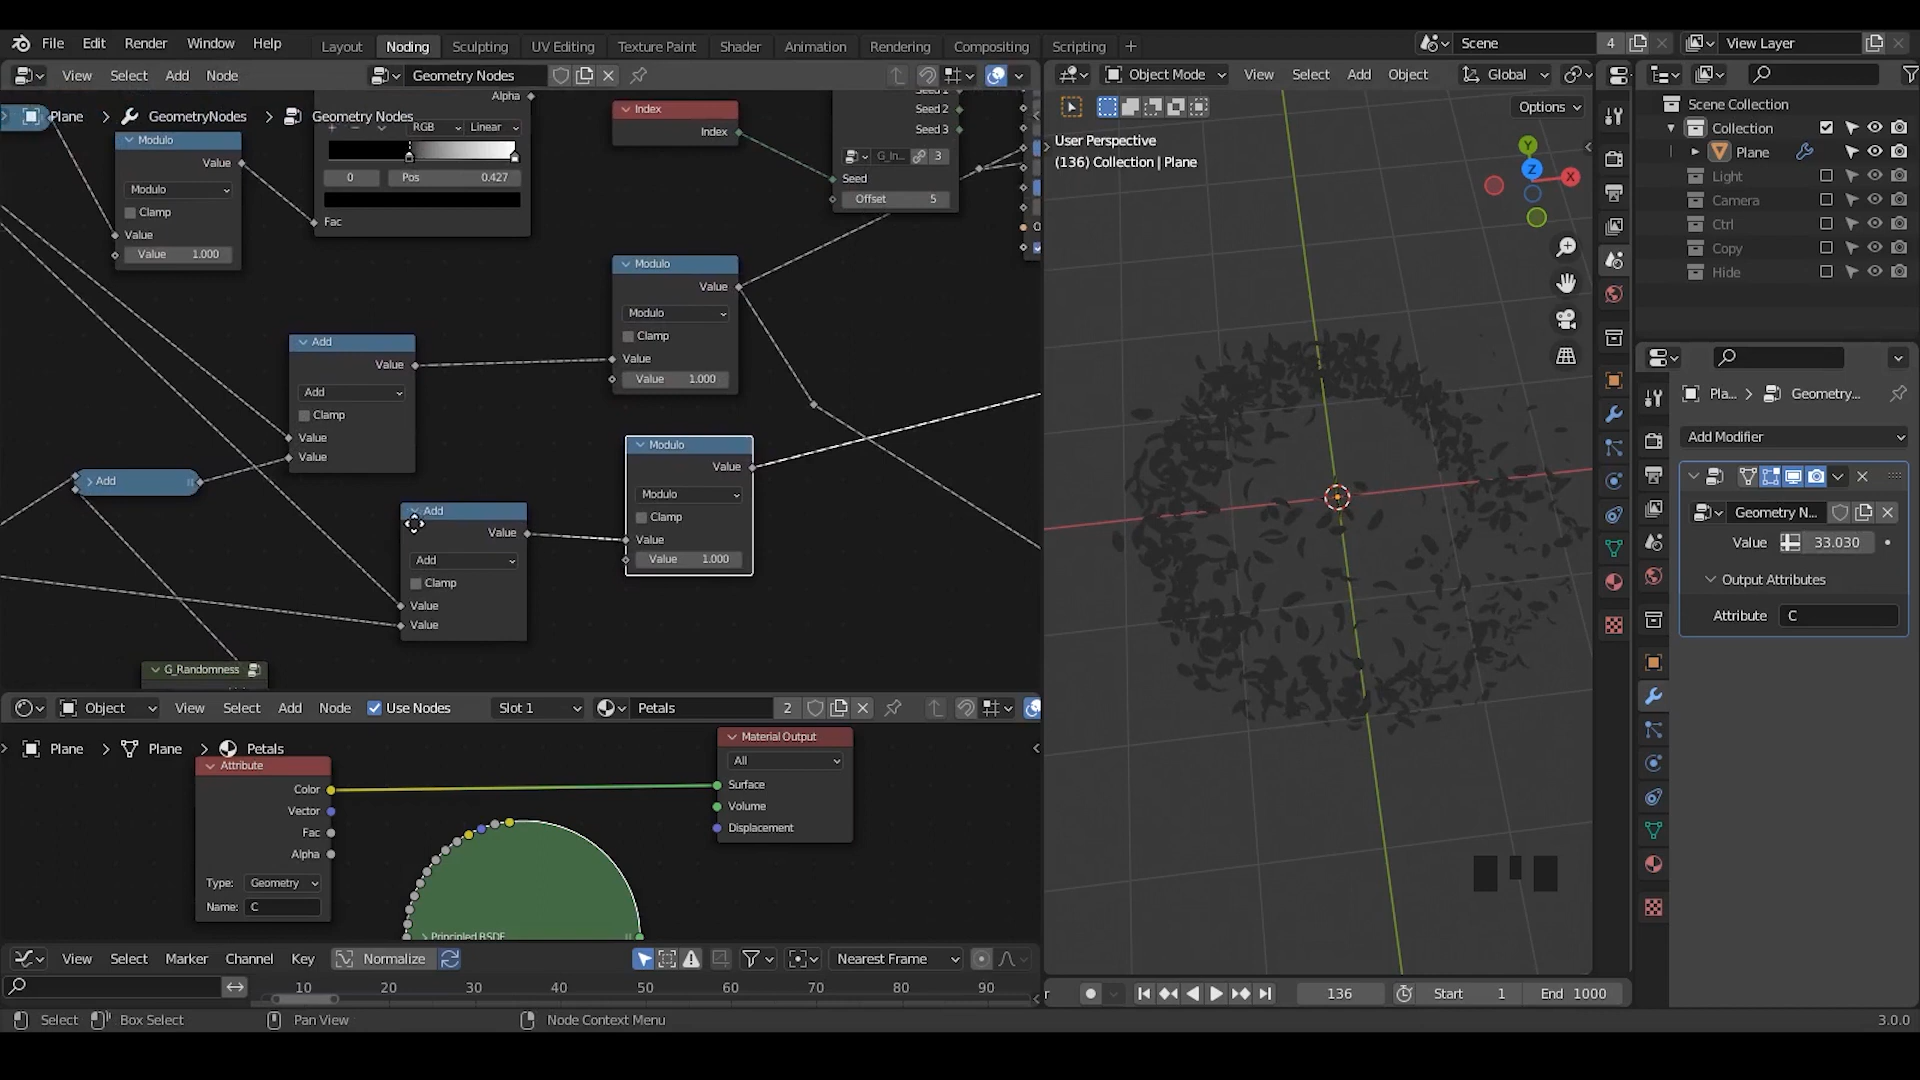 File Edit Render Window Help Layout Noding Sculpting UV Editing Texture Paint Shader Animation Rendering Compositing Scripting + Scene 4 View Layer
View Select Add Node Geometry Nodes
Object Mode View Select Add Object Global
Plane > GeometryNodes > Geometry Nodes
Alpha
RGB Linear
0 Pos 0.427
Fac
Modulo
Value
Modulo
Clamp
Value
Value 1.000
Index
Index
Seed 2
Seed 3
3
Seed
Offset 5
Modulo
Value
Modulo
Clamp
Value
Value 1.000
Add
Value
Add
Clamp
Value
Value
Add
Modulo
Value
Modulo
Clamp
Value
Value 1.000
Add
Value
Add
Clamp
Value
Value
G_Randomness
Options
User Perspective
(136) Collection | Plane
Y
Z
X
Scene Collection
Collection
Plane
Light
Camera
Ctrl
Copy
Hide
Pla... > Geometry...
Add Modifier
Geometry N...
Value 33.030
Output Attributes
Attribute C
Object View Select Add Node Use Nodes Slot 1 Petals 2
Plane > Plane > Petals
Attribute
Color
Vector
Fac
Alpha
Type: Geometry
Name: C
Material Output
All
Surface
Volume
Displacement
Principled BSDF
View Select Marker Channel Key Normalize Nearest Frame
10 20 30 40 50 60 70 80 90
136 Start 1 End 1000
Select Box Select Pan View Node Context Menu 3.0.0